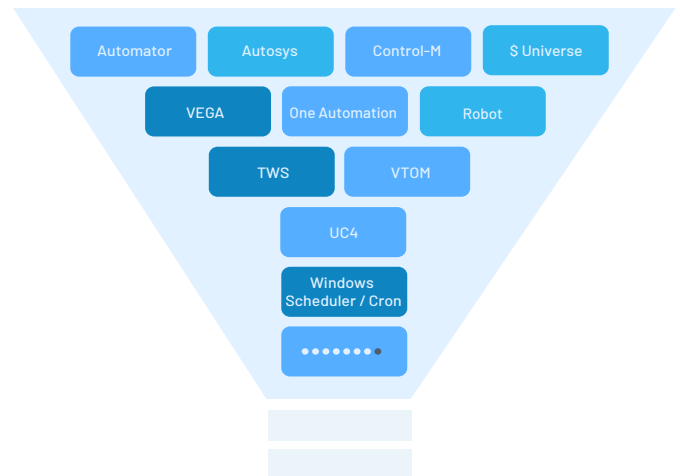 Automator
Autosys
Control-M
$ Universe
VEGA
One Automation
Robot
TWS
VTOM
UC4
Windows
Scheduler / Cron